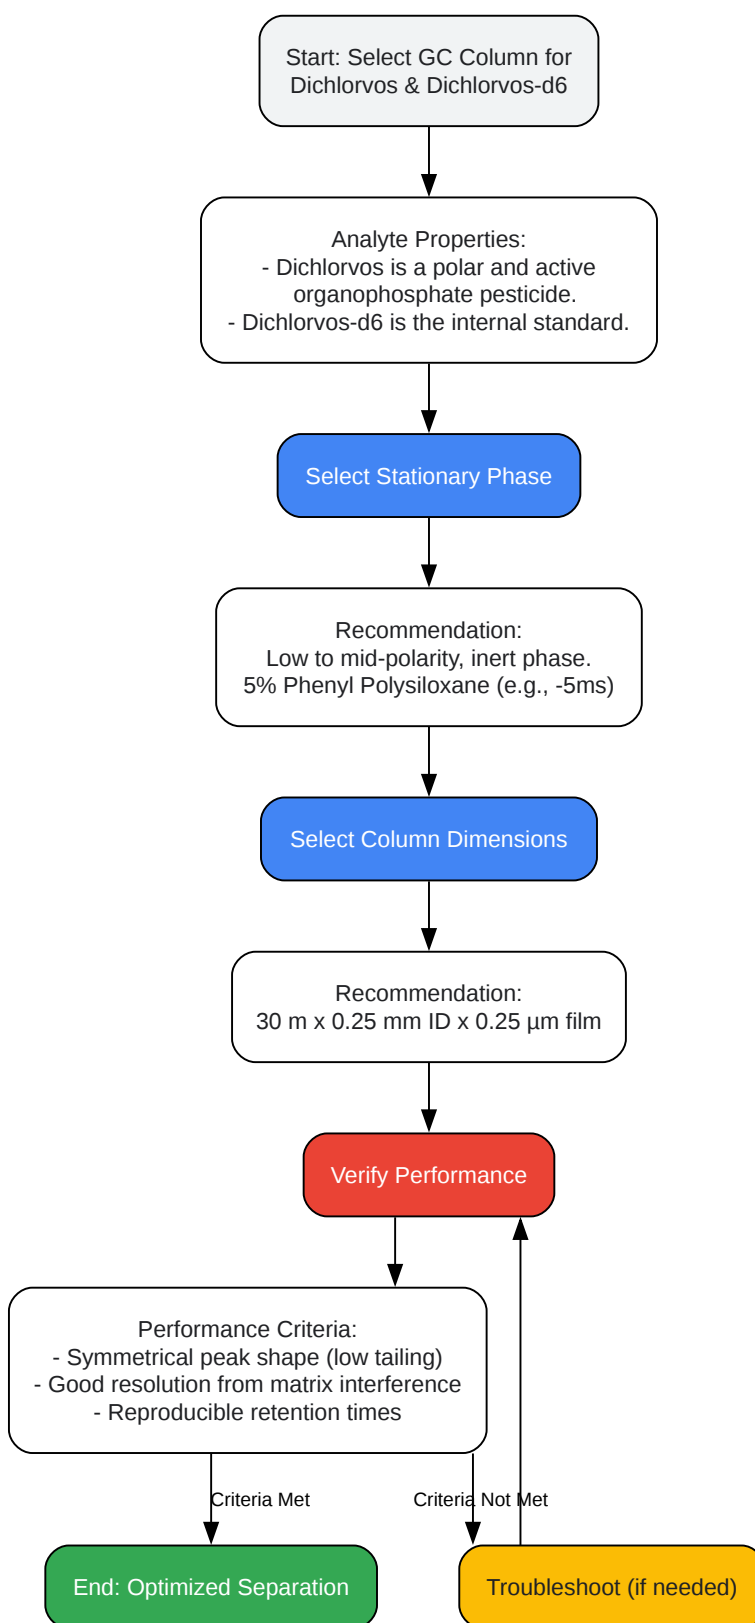 Start: Select GC Column for
Dichlorvos & Dichlorvos-d6
Analyte Properties:
- Dichlorvos is a polar and active
organophosphate pesticide.
- Dichlorvos-d6 is the internal standard.
Select Stationary Phase
Recommendation:
Low to mid-polarity, inert phase.
5% Phenyl Polysiloxane (e.g., -5ms)
Select Column Dimensions
Recommendation:
30 m x 0.25 mm ID x 0.25 µm film
Verify Performance
Performance Criteria:
- Symmetrical peak shape (low tailing)
- Good resolution from matrix interference
- Reproducible retention times
Criteria Met
Criteria Not Met
End: Optimized Separation
Troubleshoot (if needed)